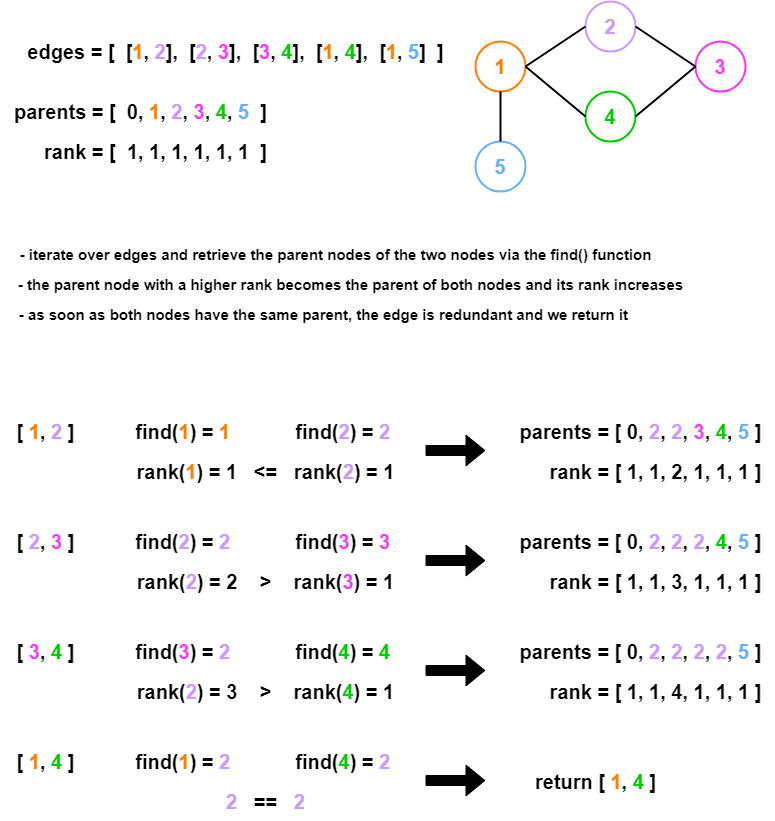 edges = [ [1, 2], [2, 3], [3, 4], [1, 4], [1, 5] ]
parents = [ 0, 1, 2, 3, 4, 5 ]
rank = [ 1, 1, 1, 1, 1, 1 ]
2
1
3
4
5
- iterate over edges and retrieve the parent nodes of the two nodes via the find() function
- the parent node with a higher rank becomes the parent of both nodes and its rank increases
- as soon as both nodes have the same parent, the edge is redundant and we return it
[ 1, 2 ] find(1) = 1 find(2) = 2 parents = [ 0, 2, 2, 3, 4, 5 ]
rank(1) = 1 <= rank(2) = 1 rank = [ 1, 1, 2, 1, 1, 1 ]
[ 2, 3 ] find(2) = 2 find(3) = 3 parents = [ 0, 2, 2, 2, 4, 5 ]
rank(2) = 2 > rank(3) = 1 rank = [ 1, 1, 3, 1, 1, 1 ]
[ 3, 4 ] find(3) = 2 find(4) = 4 parents = [ 0, 2, 2, 2, 2, 5 ]
rank(2) = 3 > rank(4) = 1 rank = [ 1, 1, 4, 1, 1, 1 ]
[ 1, 4 ] find(1) = 2 find(4) = 2 return [ 1, 4 ]
2 == 2